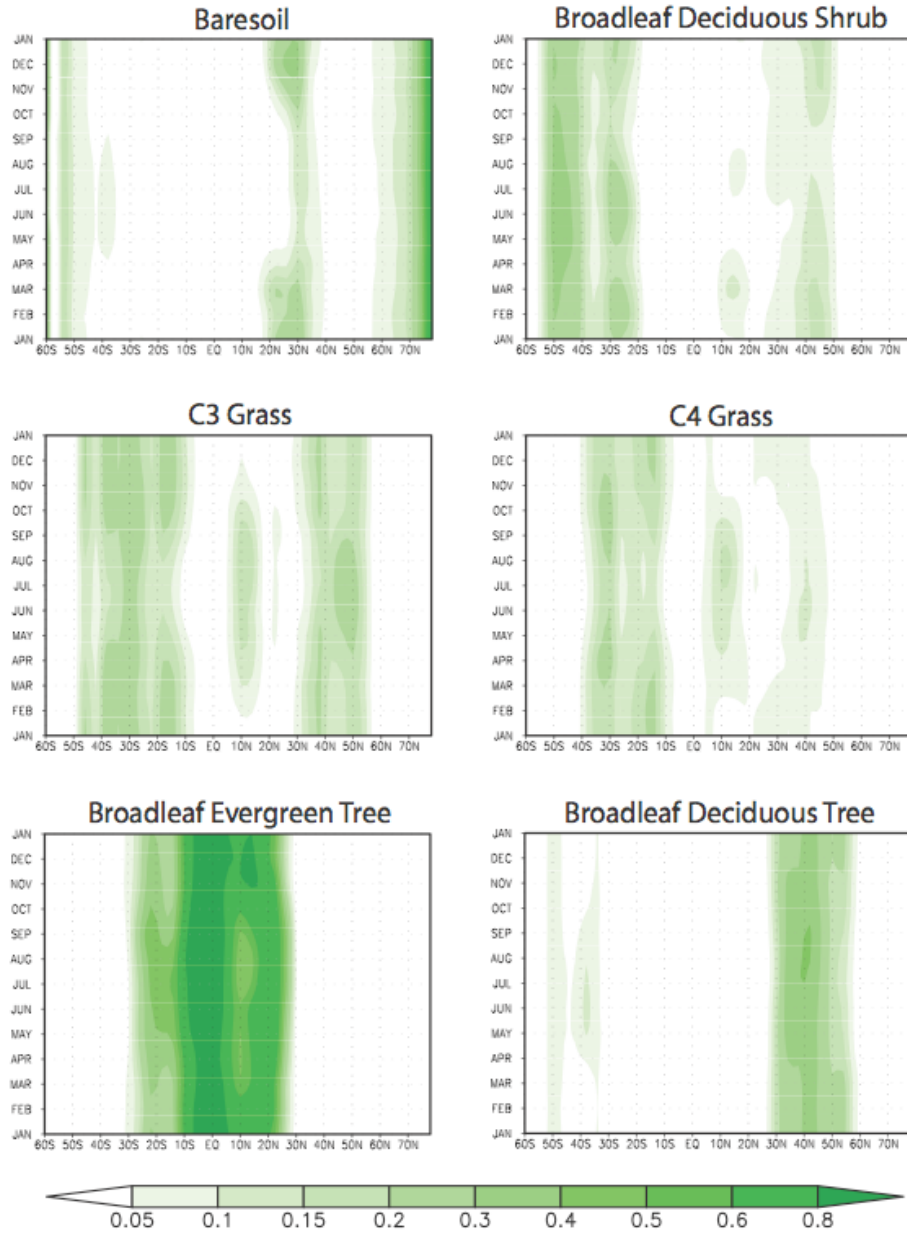 Baresoil
JAN
DEC
NOV
OCT
SEP
AUG
JUL
JUN
MAY
APR
MAR
FEB
JAN
60S 50S 40S 30S 20S 10S EQ 10N 20N 30N 40N 50N 60N 70N
Broadleaf Deciduous Shrub
JAN
DEC
NOV
OCT
SEP
AUG
JUL
JUN
MAY
APR
MAR
FEB
JAN
60S 50S 40S 30S 20S 10S EQ 10N 20N 30N 40N 50N 60N 70N
C3 Grass
JAN
DEC
NOV
OCT
SEP
AUG
JUL
JUN
MAY
APR
MAR
FEB
JAN
60S 50S 40S 30S 20S 10S EQ 10N 20N 30N 40N 50N 60N 70N
C4 Grass
JAN
DEC
NOV
OCT
SEP
AUG
JUL
JUN
MAY
APR
MAR
FEB
JAN
60S 50S 40S 30S 20S 10S EQ 10N 20N 30N 40N 50N 60N 70N
Broadleaf Evergreen Tree
JAN
DEC
NOV
OCT
SEP
AUG
JUL
JUN
MAY
APR
MAR
FEB
JAN
60S 50S 40S 30S 20S 10S EQ 10N 20N 30N 40N 50N 60N 70N
Broadleaf Deciduous Tree
JAN
DEC
NOV
OCT
SEP
AUG
JUL
JUN
MAY
APR
MAR
FEB
JAN
60S 50S 40S 30S 20S 10S EQ 10N 20N 30N 40N 50N 60N 70N
0.05 0.1 0.15 0.2 0.3 0.4 0.5 0.6 0.8